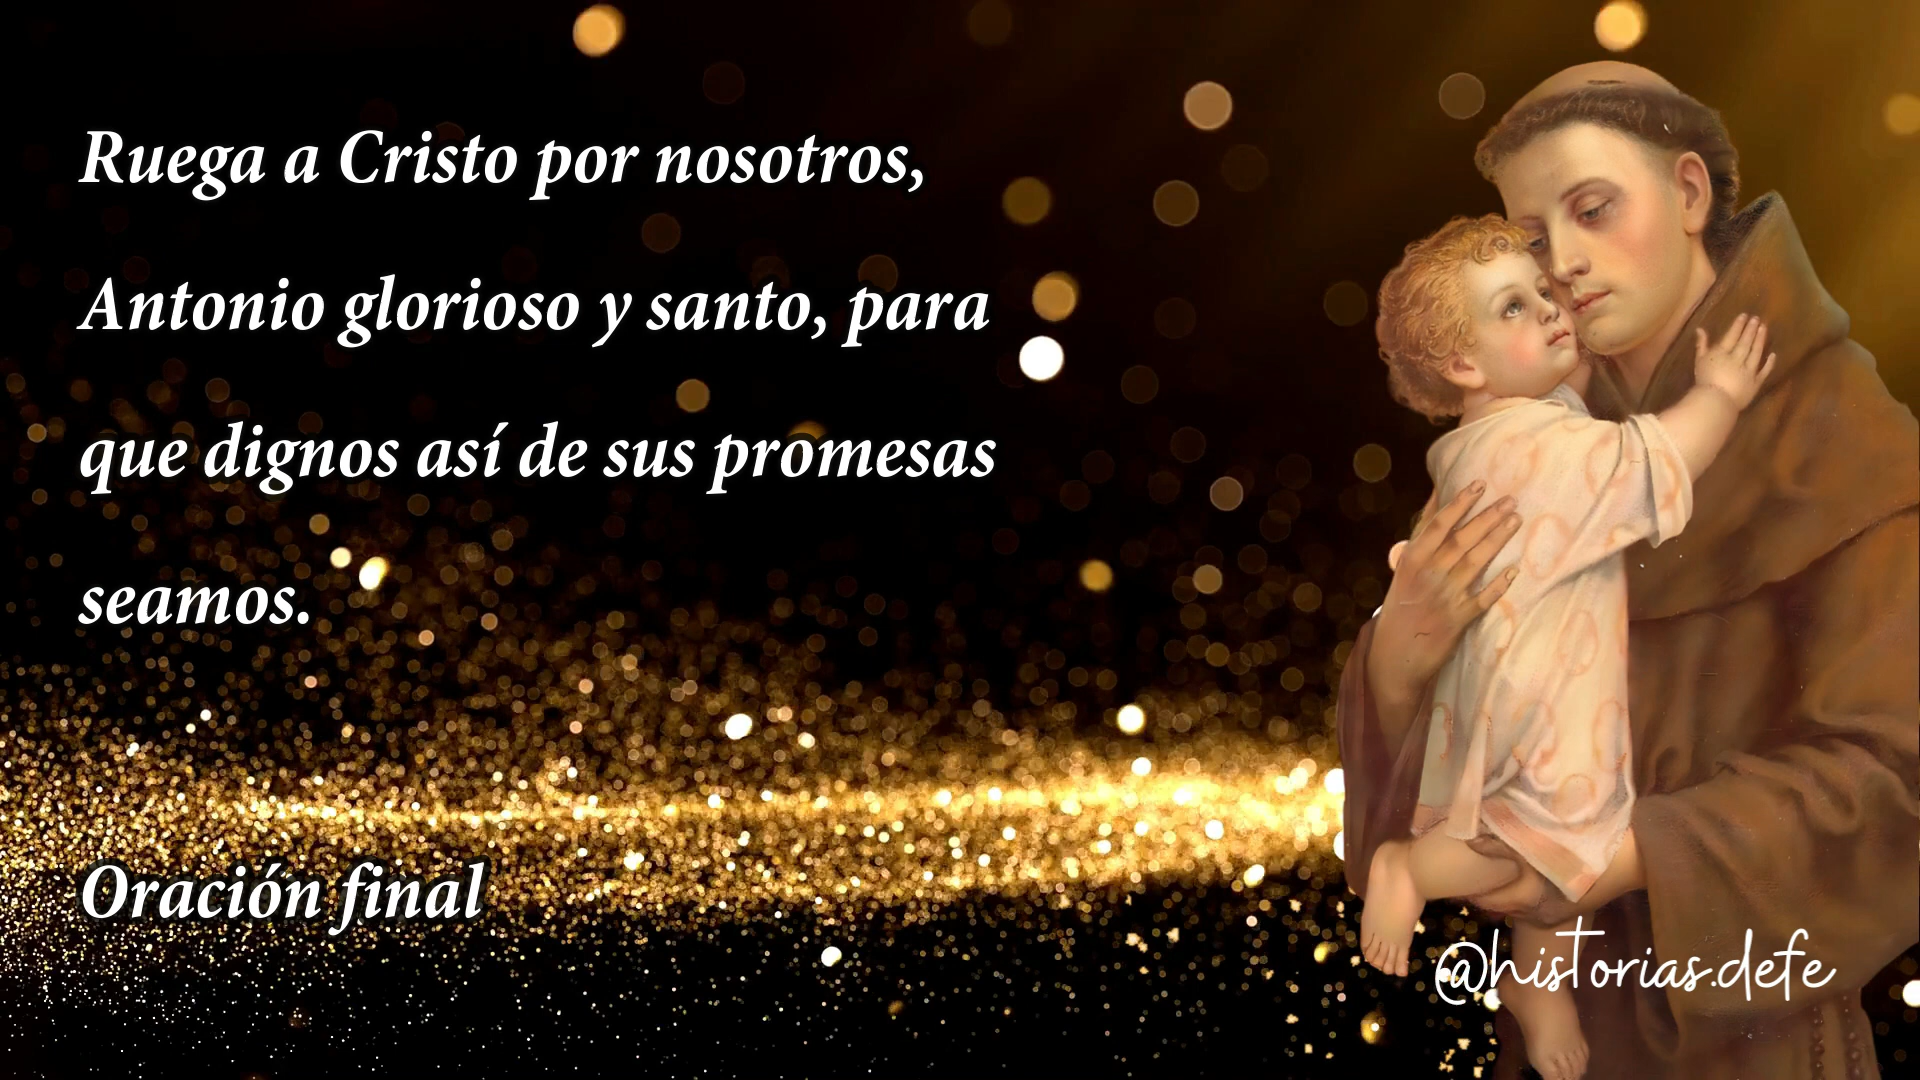 Ruega a Cristo por nosotros,
Antonio glorioso y santo, para
que dignos así de sus promesas
seamos.
Oración final
@historias.defe